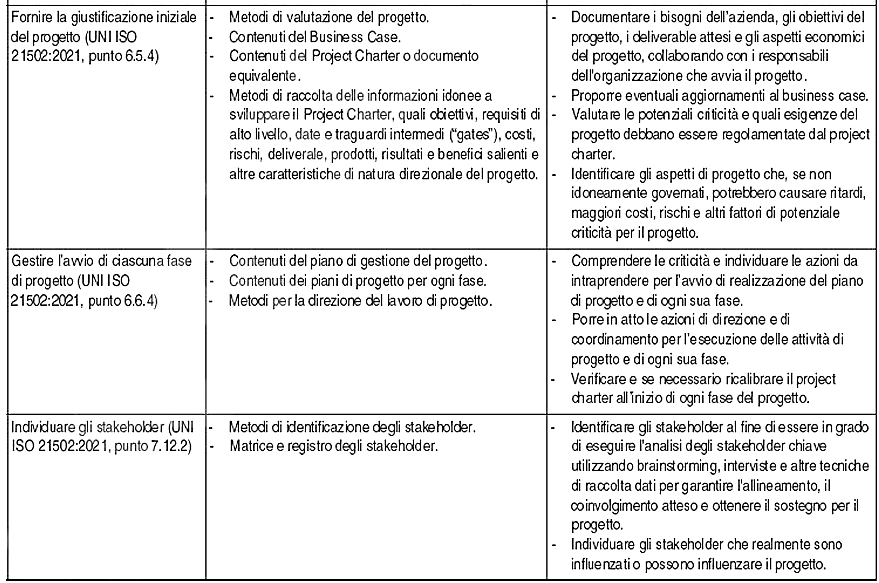 Fornire la giustificazione iniziale
del progetto (UNI ISO
21502:2021, punto 6.5.4)
- Metodi di valutazione del progetto.
- Contenuti del Business Case.
- Contenuti del Project Charter o documento
equivalente.
- Metodi di raccolta delle informazioni idonee a
sviluppare il Project Charter, quali obiettivi, requisiti di
alto livello, date e traguardi intermedi ("gates"), costi,
rischi, deliverale, prodotti, risultati e benefici salienti e
altre caratteristiche di natura direzionale del progetto.
- Documentare i bisogni dell'azienda, gli obiettivi del
progetto, i deliverable attesi e gli aspetti economici
del progetto, collaborando con i responsabili
dell'organizzazione che avvia il progetto.
- Proporre eventuali aggiornamenti al business case.
- Valutare le potenziali criticità e quali esigenze del
progetto debbano essere regolamentate dal project
charter.
- Identificare gli aspetti di progetto che, se non
idoneamente governati, potrebbero causare ritardi,
maggiori costi, rischi e altri fattori di potenziale
criticità per il progetto.
Gestire l'avvio di ciascuna fase
di progetto (UNI ISO
21502:2021, punto 6.6.4)
- Contenuti del piano di gestione del progetto.
- Contenuti dei piani di progetto per ogni fase.
- Metodi per la direzione del lavoro di progetto.
- Comprendere le criticità e individuare le azioni da
intraprendere per l'avvio di realizzazione del piano
di progetto e di ogni sua fase.
- Porre in atto le azioni di direzione e di
coordinamento per l'esecuzione delle attività di
progetto e di ogni sua fase.
- Verificare e se necessario ricalibrare il project
charter all'inizio di ogni fase del progetto.
Individuare gli stakeholder (UNI
ISO 21502:2021, punto 7.12.2)
- Metodi di identificazione degli stakeholder.
- Matrice e registro degli stakeholder.
- Identificare gli stakeholder al fine di essere in grado
di eseguire l'analisi degli stakeholder chiave
utilizzando brainstorming, interviste e altre tecniche
di raccolta dati per garantire l'allineamento, il
coinvolgimento atteso e ottenere il sostegno per il
progetto.
- Individuare gli stakeholder che realmente sono
influenzati o possono influenzare il progetto.